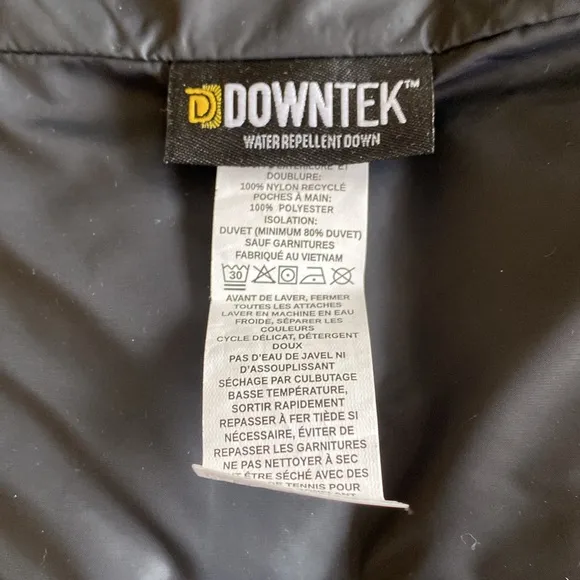 DOWNTEK™
WATER REPELLENT DOWN
DOUBLURE:
100% NYLON RECYCLÉ
POCHES À MAIN:
100% POLYESTER
ISOLATION:
DUVET (MINIMUM 80% DUVET)
SAUF GARNITURES
FABRIQUÉ AU VIETNAM
30
AVANT DE LAVER, FERMER
TOUTES LES ATTACHES
LAVER EN MACHINE EN EAU
FROIDE, SÉPARER LES
COULEURS
CYCLE DÉLICAT, DÉTERGENT
DOUX
PAS D'EAU DE JAVEL NI
D'ASSOUPLISSANT
SÉCHAGE PAR CULBUTAGE
BASSE TEMPÉRATURE,
SORTIR RAPIDEMENT
REPASSER À FER TIÈDE SI
NÉCESSAIRE, ÉVITER DE
REPASSER LES GARNITURES
NE PAS NETTOYER À SEC
ÊTRE SÉCHÉ AVEC DES
TENNIS POUR